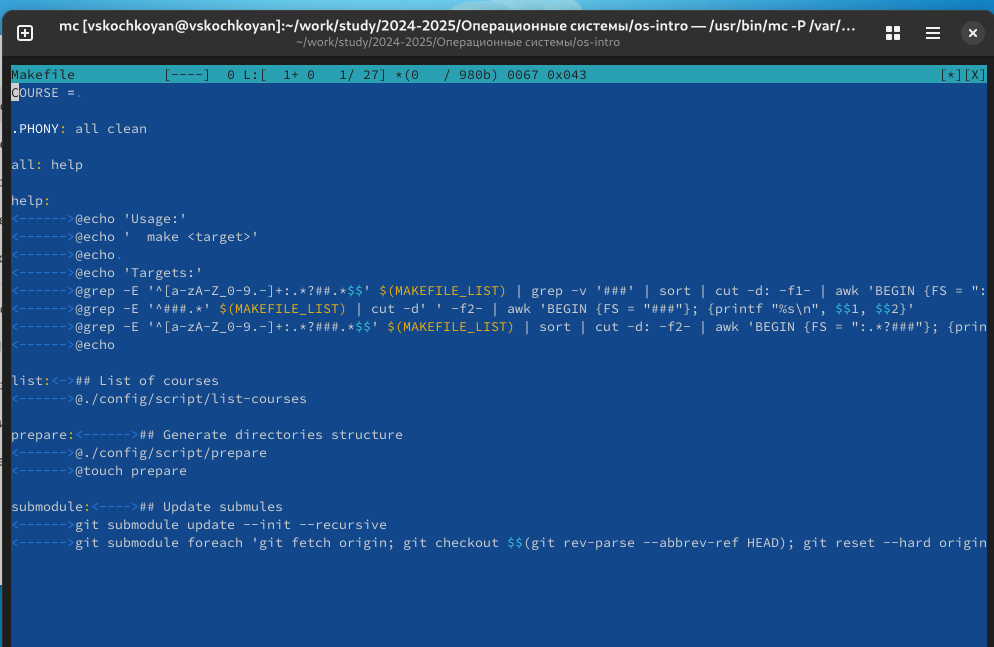 mc [vskochkoyan@vskochkoyan]:~/work/study/2024-2025/Операционные системы/os-intro — /usr/bin/mc -P /var/…
~/work/study/2024-2025/Операционные системы/os-intro
Makefile [----] 0 L:[ 1+ 0 1/ 27] *(0 / 980b) 0067 0x043 [*][X]
COURSE =.
.PHONY: all clean
all: help
help:
<------>@echo 'Usage:'
<------>@echo '  make <target>'
<------>@echo.
<------>@echo 'Targets:'
<------>@grep -E '^[a-zA-Z_0-9.-]+:.*?##.*$$' $(MAKEFILE_LIST) | grep -v '###' | sort | cut -d: -f1- | awk 'BEGIN {FS = ":
<------>@grep -E '^###.*' $(MAKEFILE_LIST) | cut -d' ' -f2- | awk 'BEGIN {FS = "###"}; {printf "%s\n", $$1, $$2}'
<------>@grep -E '^[a-zA-Z_0-9.-]+:.*?###.*$$' $(MAKEFILE_LIST) | sort | cut -d: -f2- | awk 'BEGIN {FS = ":.*?###"}; {prin
<------>@echo
list:<->## List of courses
<------>@./config/script/list-courses
prepare:<------>## Generate directories structure
<------>@./config/script/prepare
<------>@touch prepare
submodule:<---->## Update submules
<------>git submodule update --init --recursive
<------>git submodule foreach 'git fetch origin; git checkout $$(git rev-parse --abbrev-ref HEAD); git reset --hard origin